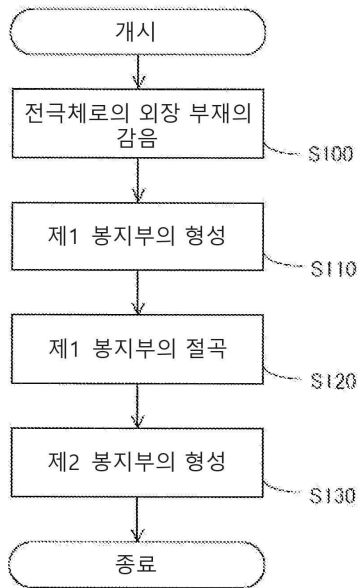 개시
전극체로의 외장 부재의
감음
S100
제1 봉지부의 형성
S110
제1 봉지부의 절곡
S120
제2 봉지부의 형성
S130
종료